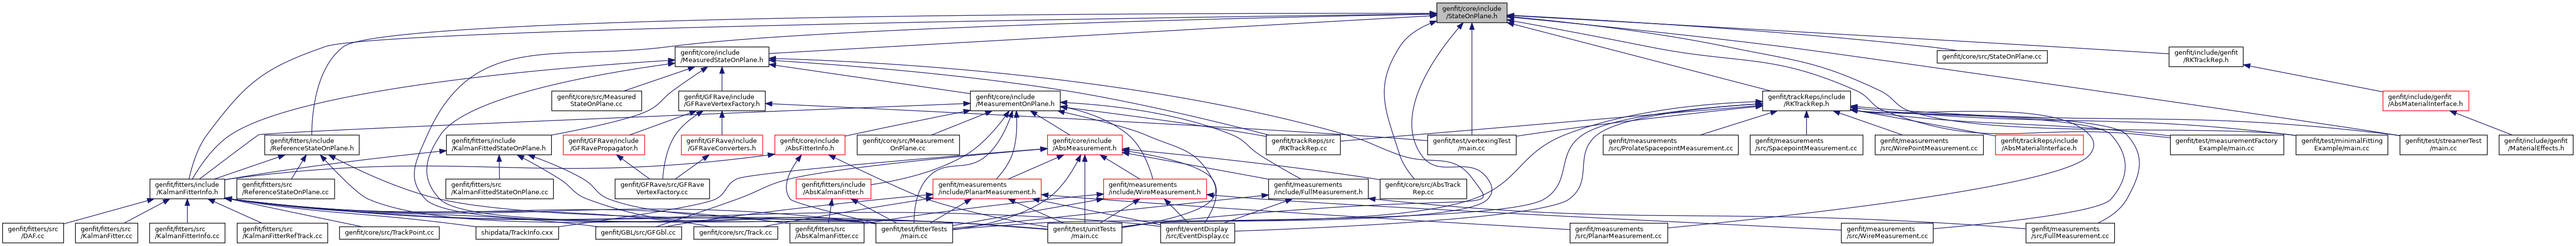 genfit/core/include
/StateOnPlane.h
genfit/core/include
/MeasuredStateOnPlane.h
genfit/core/src/StateOnPlane.cc
genfit/include/genfit
/RKTrackRep.h
genfit/core/src/Measured
StateOnPlane.cc
genfit/GFRave/include
/GFRaveVertexFactory.h
genfit/core/include
/MeasurementOnPlane.h
genfit/trackReps/include
/RKTrackRep.h
genfit/include/genfit
/AbsMaterialInterface.h
genfit/fitters/include
/ReferenceStateOnPlane.h
genfit/fitters/include
/KalmanFittedStateOnPlane.h
genfit/GFRave/include
/GFRavePropagator.h
genfit/GFRave/include
/GFRaveConverters.h
genfit/core/include
/AbsFitterInfo.h
genfit/core/src/Measurement
OnPlane.cc
genfit/core/include
/AbsMeasurement.h
genfit/trackReps/src
/RKTrackRep.cc
genfit/test/vertexingTest
/main.cc
genfit/measurements
/src/ProlateSpacepointMeasurement.cc
genfit/measurements
/src/SpacepointMeasurement.cc
genfit/measurements
/src/WirePointMeasurement.cc
genfit/trackReps/include
/AbsMaterialInterface.h
genfit/test/measurementFactory
Example/main.cc
genfit/test/minimalFitting
Example/main.cc
genfit/test/streamerTest
/main.cc
genfit/include/genfit
/MaterialEffects.h
genfit/fitters/include
/KalmanFitterInfo.h
genfit/fitters/src
/ReferenceStateOnPlane.cc
genfit/fitters/src
/KalmanFittedStateOnPlane.cc
genfit/GFRave/src/GFRave
VertexFactory.cc
genfit/fitters/include
/AbsKalmanFitter.h
genfit/measurements
/include/PlanarMeasurement.h
genfit/measurements
/include/WireMeasurement.h
genfit/measurements
/include/FullMeasurement.h
genfit/core/src/AbsTrack
Rep.cc
genfit/fitters/src
/DAF.cc
genfit/fitters/src
/KalmanFitter.cc
genfit/fitters/src
/KalmanFitterInfo.cc
genfit/fitters/src
/KalmanFitterRefTrack.cc
genfit/core/src/TrackPoint.cc
shipdata/TrackInfo.cxx
genfit/GBL/src/GFGbl.cc
genfit/core/src/Track.cc
genfit/fitters/src
/AbsKalmanFitter.cc
genfit/test/fitterTests
/main.cc
genfit/test/unitTests
/main.cc
genfit/eventDisplay
/src/EventDisplay.cc
genfit/measurements
/src/PlanarMeasurement.cc
genfit/measurements
/src/WireMeasurement.cc
genfit/measurements
/src/FullMeasurement.cc